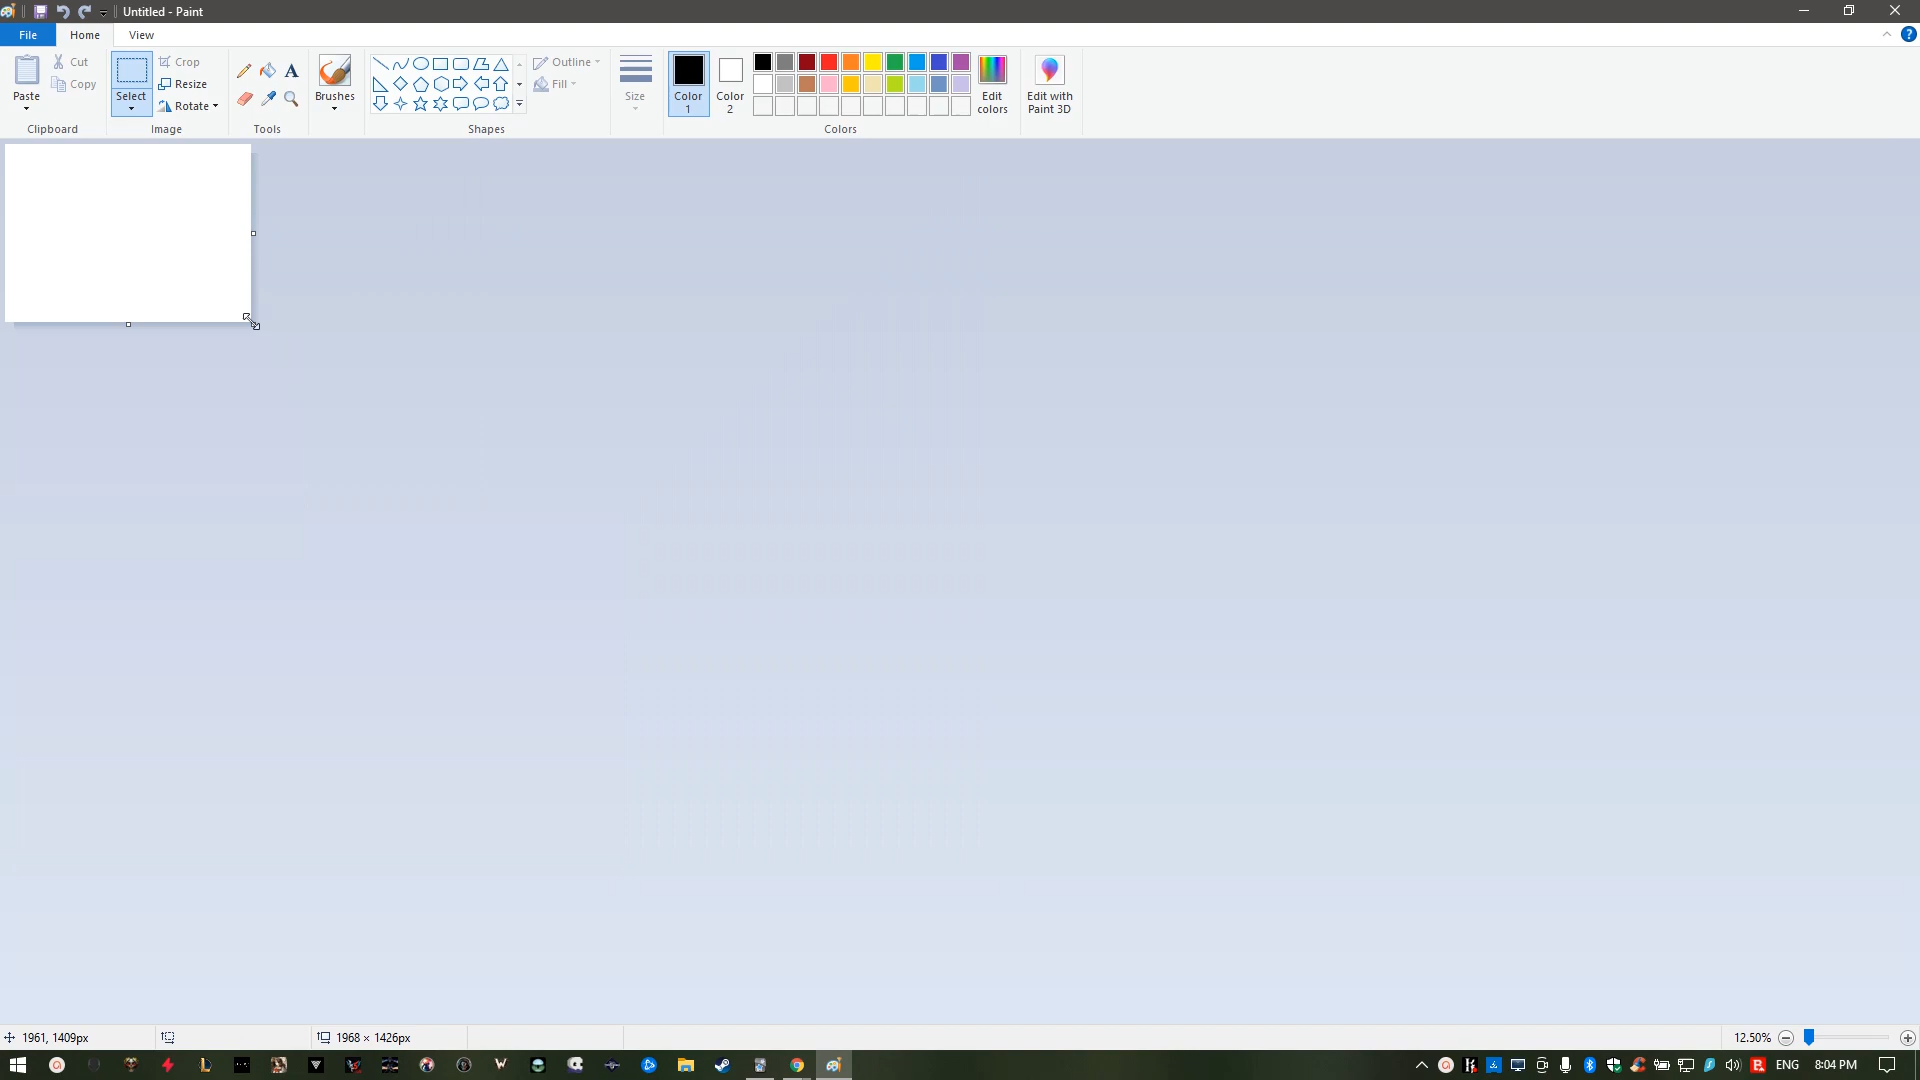 Untitled - Paint
File Home View
Paste Cut Copy Clipboard
Select Crop Resize Rotate Image
A Tools
Brushes
Outline Fill Shapes
Size
Color 1 Color 2 Edit colors Colors
Edit with Paint 3D
1961, 1409px 1968 × 1426px 12.50%
ENG 8:04 PM